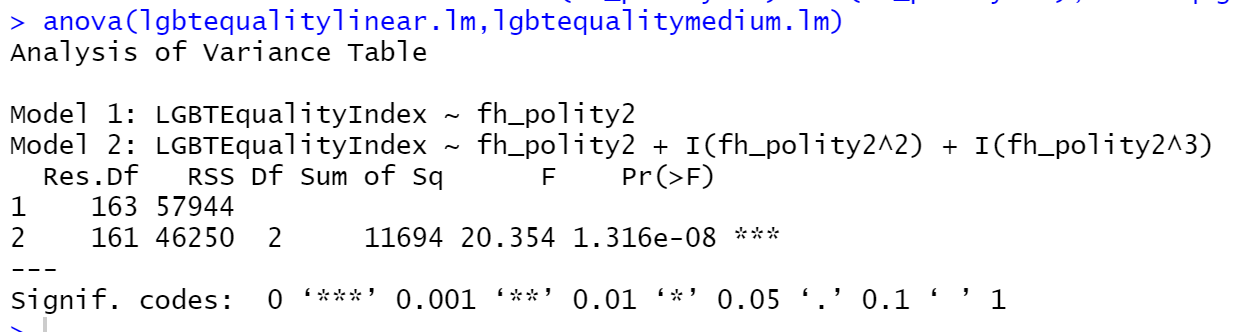 > anova(lgbtequalitylinear.lm,lgbtequalitymedium.lm)
Analysis of Variance Table
Model 1: LGBTEqualityIndex ~ fh_polity2
Model 2: LGBTEqualityIndex ~ fh_polity2 + I(fh_polity2^2) + I(fh_polity2^3)
  Res.Df   RSS Df Sum of Sq      F    Pr(>F)
1    163 57944
2    161 46250  2     11694 20.354 1.316e-08 ***
---
Signif. codes:  0 ‘***’ 0.001 ‘**’ 0.01 ‘*’ 0.05 ‘.’ 0.1 ‘ ’ 1
>